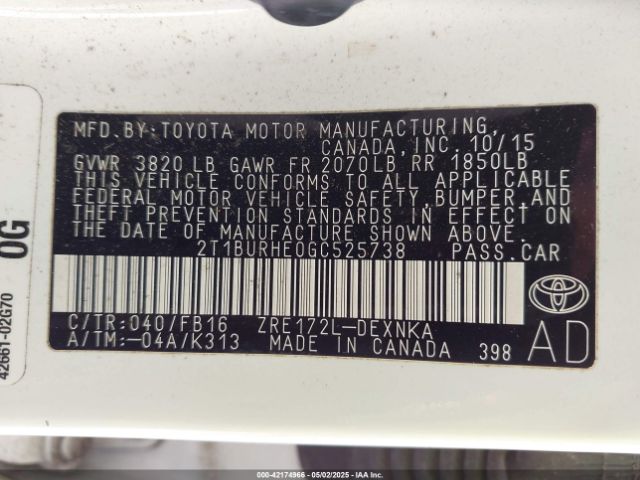 MFD. BY: TOYOTA MOTOR MANUFACTURING,
CANADA, INC. 10/15
GVWR 3820 LB GAWR FR 2070LB RR 1850LB
THIS VEHICLE CONFORMS TO ALL APPLICABLE
FEDERAL MOTOR VEHICLE SAFETY, BUMPER, AND
THEFT PREVENTION STANDARDS IN EFFECT ON
THE DATE OF MANUFACTURE SHOWN ABOVE.
2T1BURHE0GC525738 PASS.CAR
C/TR:040/FB16 ZRE172L-DEXNKA
A/TM:-04A/K313 MADE IN CANADA 398
AD
0G
42661-02G70
000-42174966 - 05/02/2025 - IAA Inc.